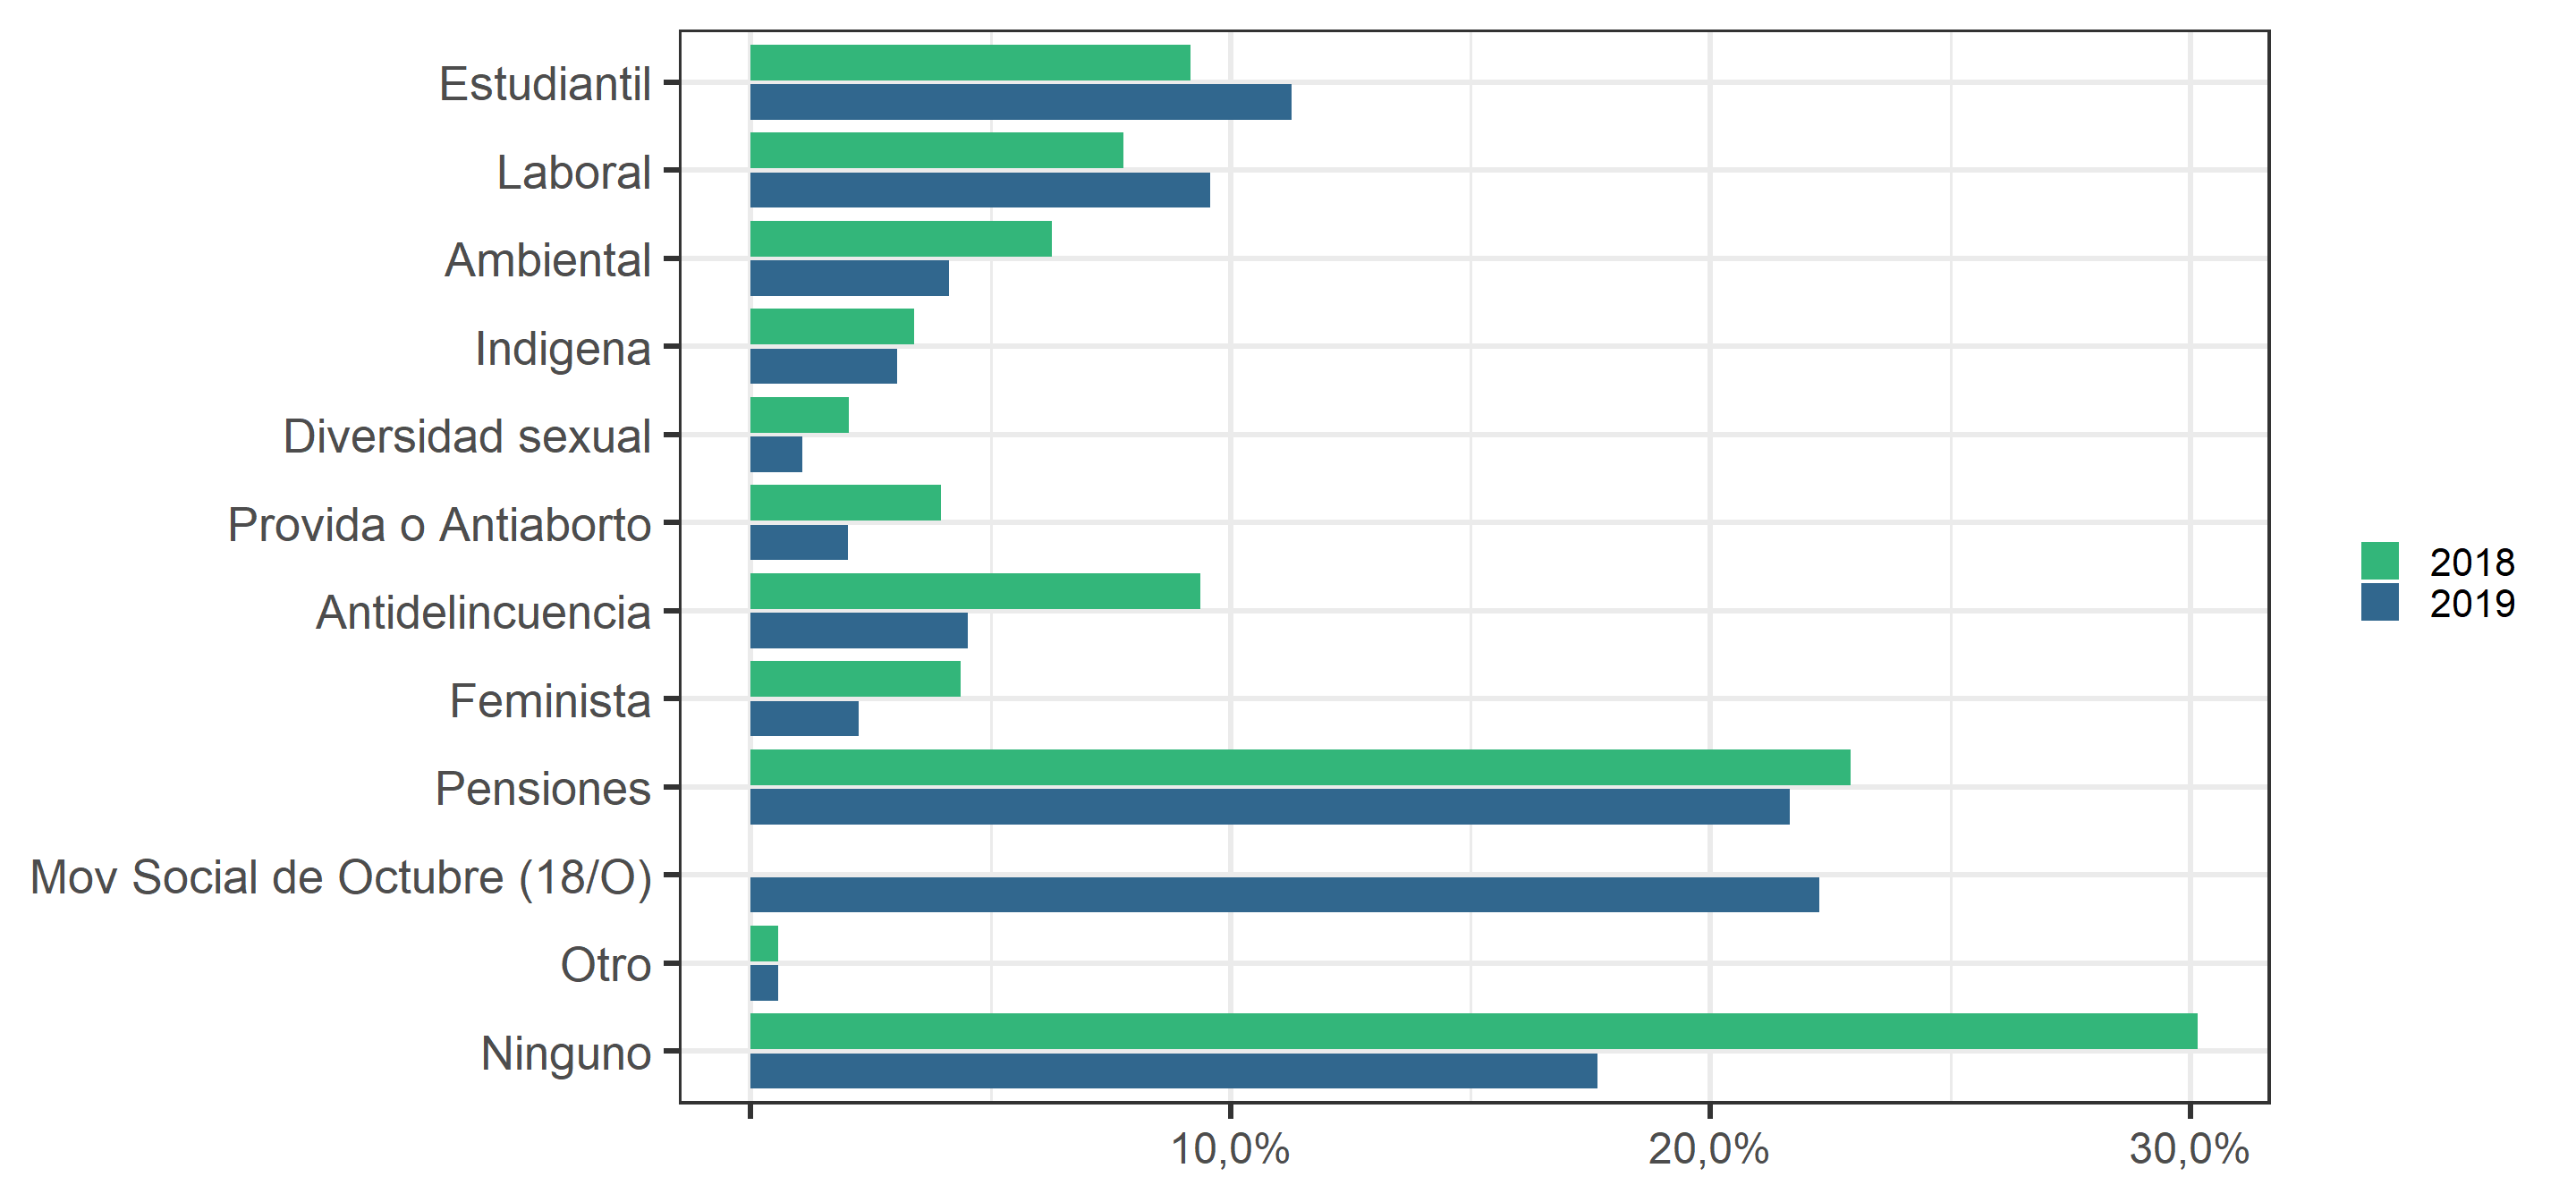 Estudiantil
Laboral
Ambiental
Indigena
Diversidad sexual
Provida o Antiaborto
Antidelincuencia
Feminista
Pensiones
Mov Social de Octubre (18/O)
Otro
Ninguno
10,0% 20,0% 30,0%
2018
2019